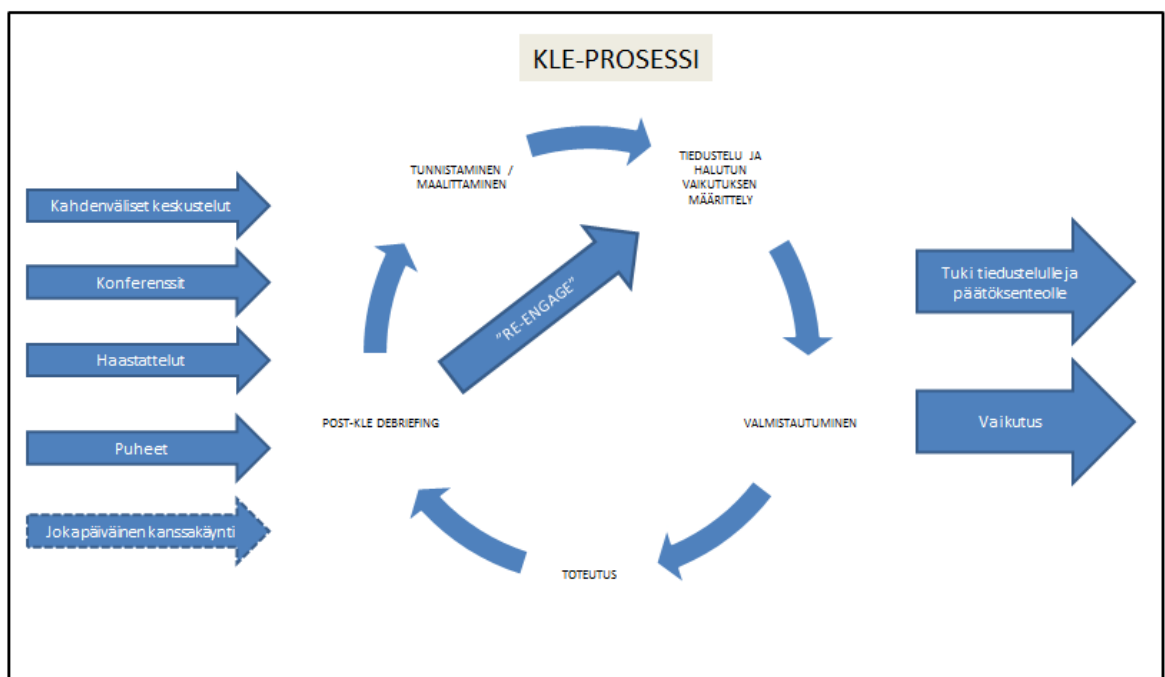 KLE-PROSESSI
TUNNISTAMINEN /
MAALITTAMINEN
TIEDUSTELU JA
HALUTUN
VAIKUTUKSEN
MÄÄRITTELY
Kahdenväliset keskustelut
Konferenssit
Haastattelut
Puheet
Jokapäiväinen kanssakäynti
"RE-ENGAGE"
POST-KLE DEBRIEFING
VALMISTAUTUMINEN
TOTEUTUS
Tuki tiedustelulle ja
päätöksenteolle
Vaikutus